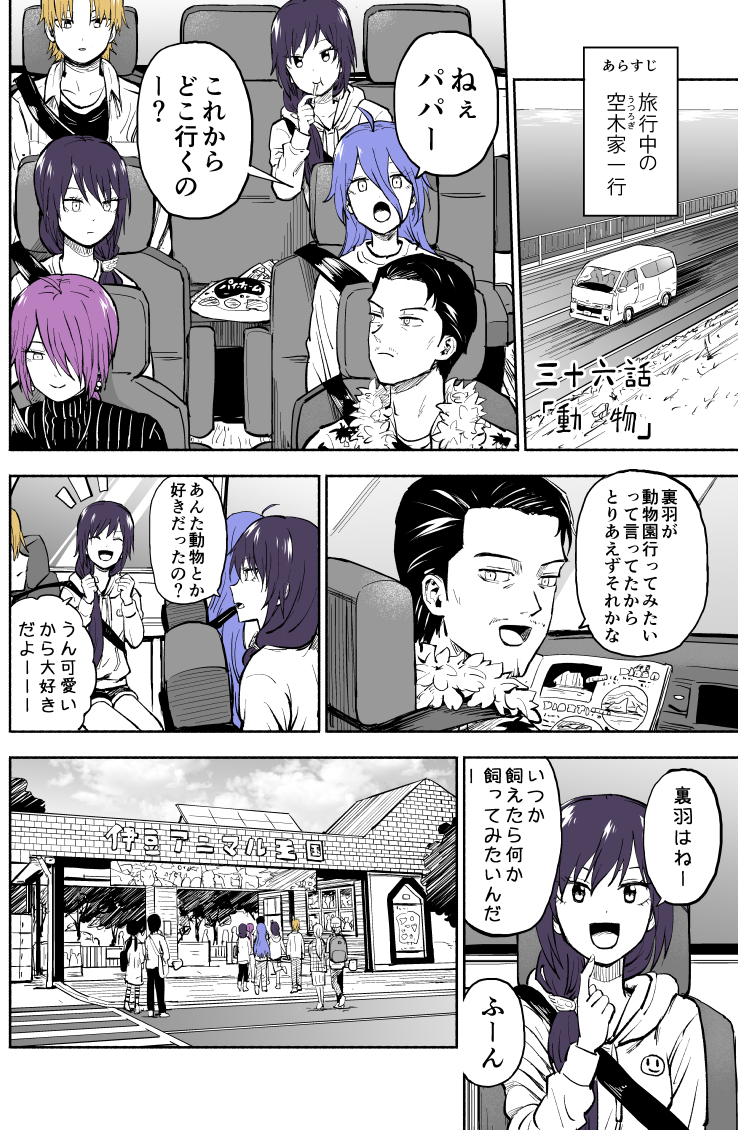 あらすじ
旅行中の
空木家一行
うつろぎ
三十六話
「動物」
ねぇ
パパー
これから
どこ行くの
ー？
裏羽が
動物園行ってみたい
って言ってたから
とりあえずそれかな
あんた動物とか
好きだったの？
うん可愛い
から大好き
だよーーー
裏羽はねー
いつか
飼えたら何か
飼ってみたいんだ
ー
ふーん
伊豆アニマル王国